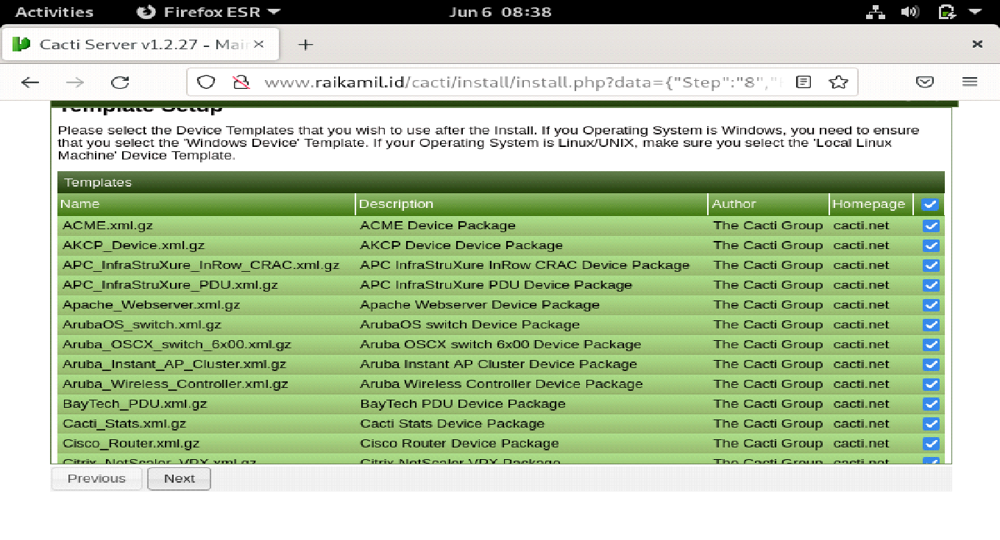 Activities Firefox ESR Jun 6 08:38
Cacti Server v1.2.27 - Mai
www.raikamil.id/cacti/install/install.php?data={"Step":"8","
Template Setup
Please select the Device Templates that you wish to use after the Install. If you Operating System is Windows, you need to ensure
that you select the 'Windows Device' Template. If your Operating System is Linux/UNIX, make sure you select the 'Local Linux
Machine' Device Template.
Templates
Name Description Author Homepage
ACME.xml.gz ACME Device Package The Cacti Group cacti.net
AKCP_Device.xml.gz AKCP Device Device Package The Cacti Group cacti.net
APC_InfraStruXure_InRow_CRAC.xml.gz APC InfraStruXure InRow CRAC Device Package The Cacti Group cacti.net
APC_InfraStruXure_PDU.xml.gz APC InfraStruXure PDU Device Package The Cacti Group cacti.net
Apache_Webserver.xml.gz Apache Webserver Device Package The Cacti Group cacti.net
ArubaOS_switch.xml.gz ArubaOS switch Device Package The Cacti Group cacti.net
Aruba_OSCX_switch_6x00.xml.gz Aruba OSCX switch 6x00 Device Package The Cacti Group cacti.net
Aruba_Instant_AP_Cluster.xml.gz Aruba Instant AP Cluster Device Package The Cacti Group cacti.net
Aruba_Wireless_Controller.xml.gz Aruba Wireless Controller Device Package The Cacti Group cacti.net
BayTech_PDU.xml.gz BayTech PDU Device Package The Cacti Group cacti.net
Cacti_Stats.xml.gz Cacti Stats Device Package The Cacti Group cacti.net
Cisco_Router.xml.gz Cisco Router Device Package The Cacti Group cacti.net
Citrix_NetScaler_VPX.xml.gz Citrix NetScaler VPX Package The Cacti Group cacti.net
Previous Next